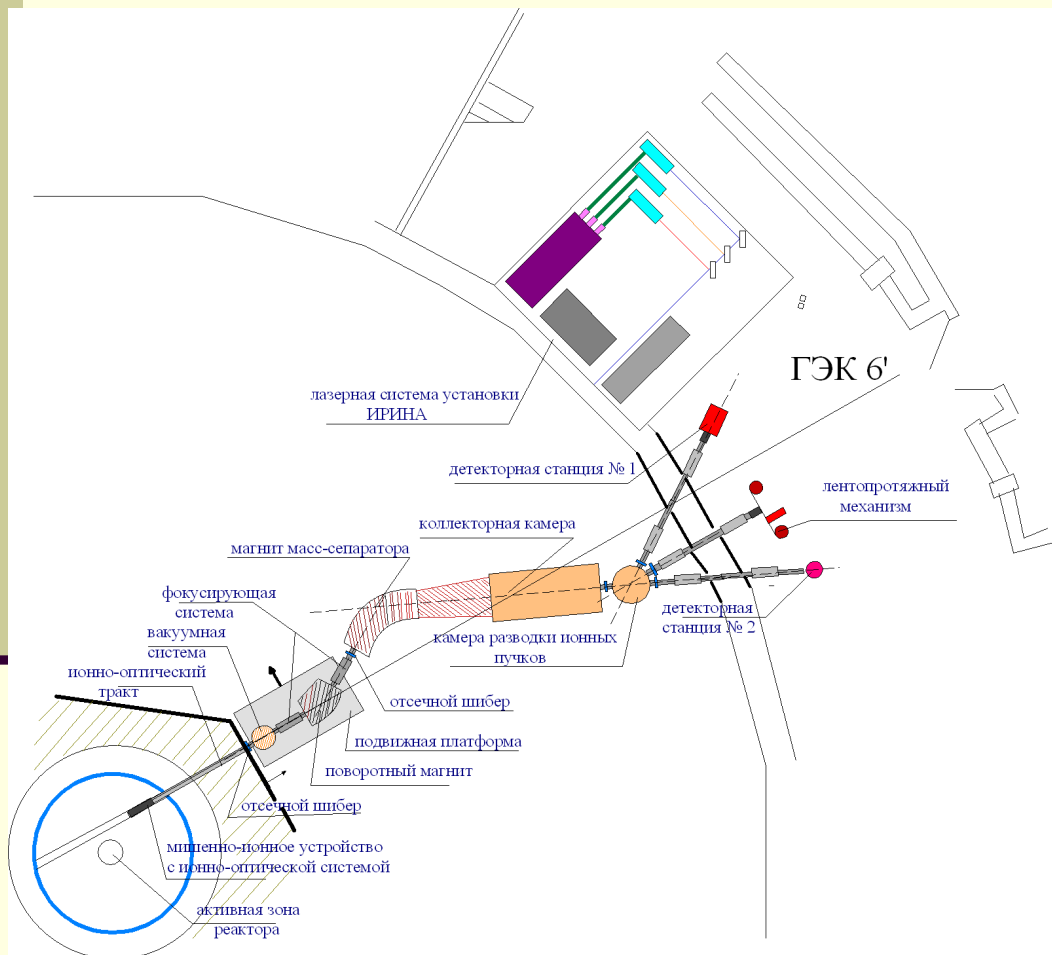 ГЭК 6'
лазерная система установки
ИРИНА
детекторная станция № 1
лентопротяжный
механизм
коллекторная камера
магнит масс-сепаратора
фокусирующая
система
вакуумная
система
ионно-оптический
тракт
детекторная
станция № 2
камера разводки ионных
пучков
отсечной шибер
подвижная платформа
поворотный магнит
отсечной шибер
мишенно-ионное устройство
с ионно-оптической системой
активная зона
реактора